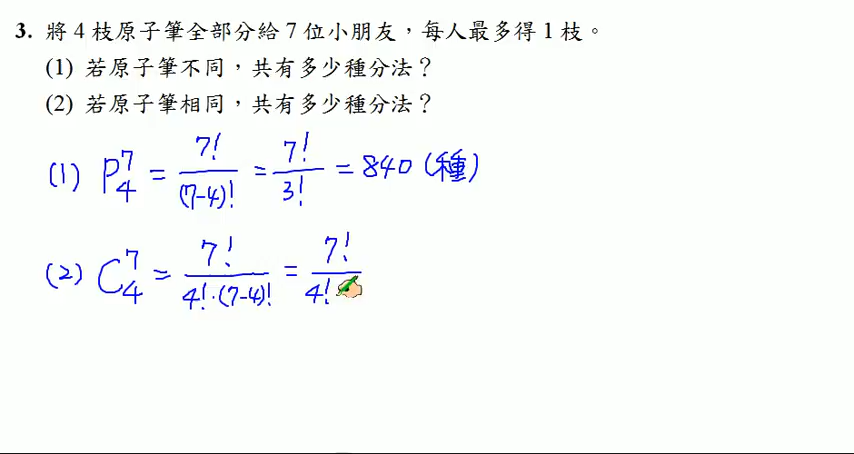 3. 將 4 枝原子筆全部分給 7 位小朋友，每人最多得 1 枝。
(1) 若原子筆不同，共有多少種分法？
(2) 若原子筆相同，共有多少種分法？
(1) P⁷₄ = 7!/(7-4)! = 7!/3! = 840 (種)
(2) C⁷₄ = 7!/4!·(7-4)! = 7!/4!